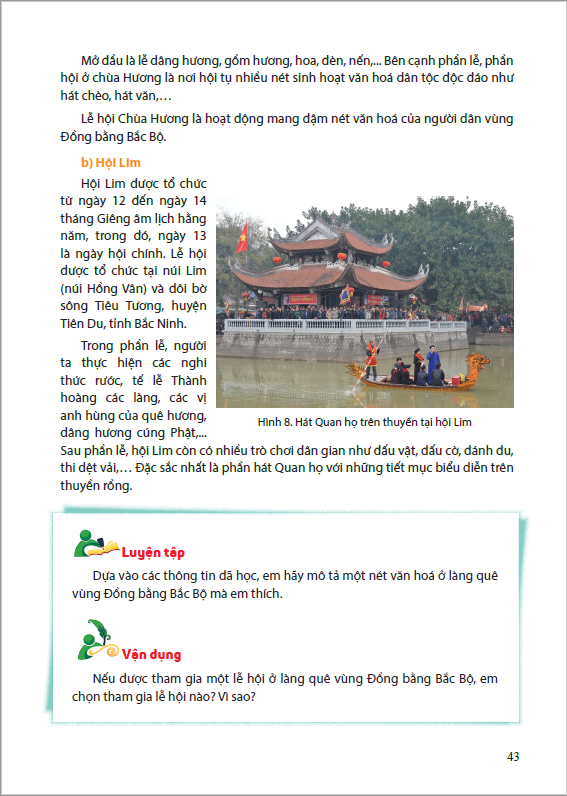 Mở đầu là lễ dâng hương, gồm hương, hoa, đèn, nến,... Bên cạnh phần lễ, phần
hội ở chùa Hương là nơi hội tụ nhiều nét sinh hoạt văn hoá dân tộc độc đáo như
hát chèo, hát văn,…
Lễ hội Chùa Hương là hoạt động mang đậm nét văn hoá của người dân vùng
Đồng bằng Bắc Bộ.
b) Hội Lim
Hội Lim được tổ chức
từ ngày 12 đến ngày 14
tháng Giêng âm lịch hằng
năm, trong đó, ngày 13
là ngày hội chính. Lễ hội
được tổ chức tại núi Lim
(núi Hồng Vân) và đôi bờ
sông Tiêu Tương, huyện
Tiên Du, tỉnh Bắc Ninh.
Trong phần lễ, người
ta thực hiện các nghi
thức rước, tế lễ Thành
hoàng các làng, các vị
anh hùng của quê hương,
dâng hương cúng Phật,...
Hình 8. Hát Quan họ trên thuyền tại hội Lim
Sau phần lễ, hội Lim còn có nhiều trò chơi dân gian như đấu vật, đấu cờ, đánh đu,
thi dệt vải,… Đặc sắc nhất là phần hát Quan họ với những tiết mục biểu diễn trên
thuyền rồng.
Luyện tập
Dựa vào các thông tin đã học, em hãy mô tả một nét văn hoá ở làng quê
vùng Đồng bằng Bắc Bộ mà em thích.
Vận dụng
Nếu được tham gia một lễ hội ở làng quê vùng Đồng bằng Bắc Bộ, em
chọn tham gia lễ hội nào? Vì sao?
43